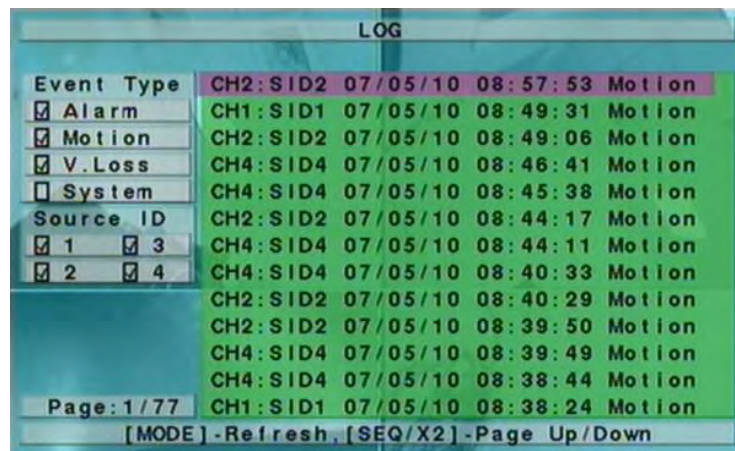 LOG
Event Type
Alarm
Motion
V.Loss
System
Source ID
1 3
2 4
Page:1/77
CH2:SID2 07/05/10 08:57:53 Motion
CH1:SID1 07/05/10 08:49:31 Motion
CH2:SID2 07/05/10 08:49:06 Motion
CH4:SID4 07/05/10 08:46:41 Motion
CH4:SID4 07/05/10 08:45:38 Motion
CH2:SID2 07/05/10 08:44:17 Motion
CH4:SID4 07/05/10 08:44:11 Motion
CH4:SID4 07/05/10 08:40:33 Motion
CH2:SID2 07/05/10 08:40:29 Motion
CH2:SID2 07/05/10 08:39:50 Motion
CH4:SID4 07/05/10 08:39:49 Motion
CH4:SID4 07/05/10 08:38:44 Motion
CH1:SID1 07/05/10 08:38:24 Motion
[MODE]-Refresh,[SEQ/X2]-Page Up/Down